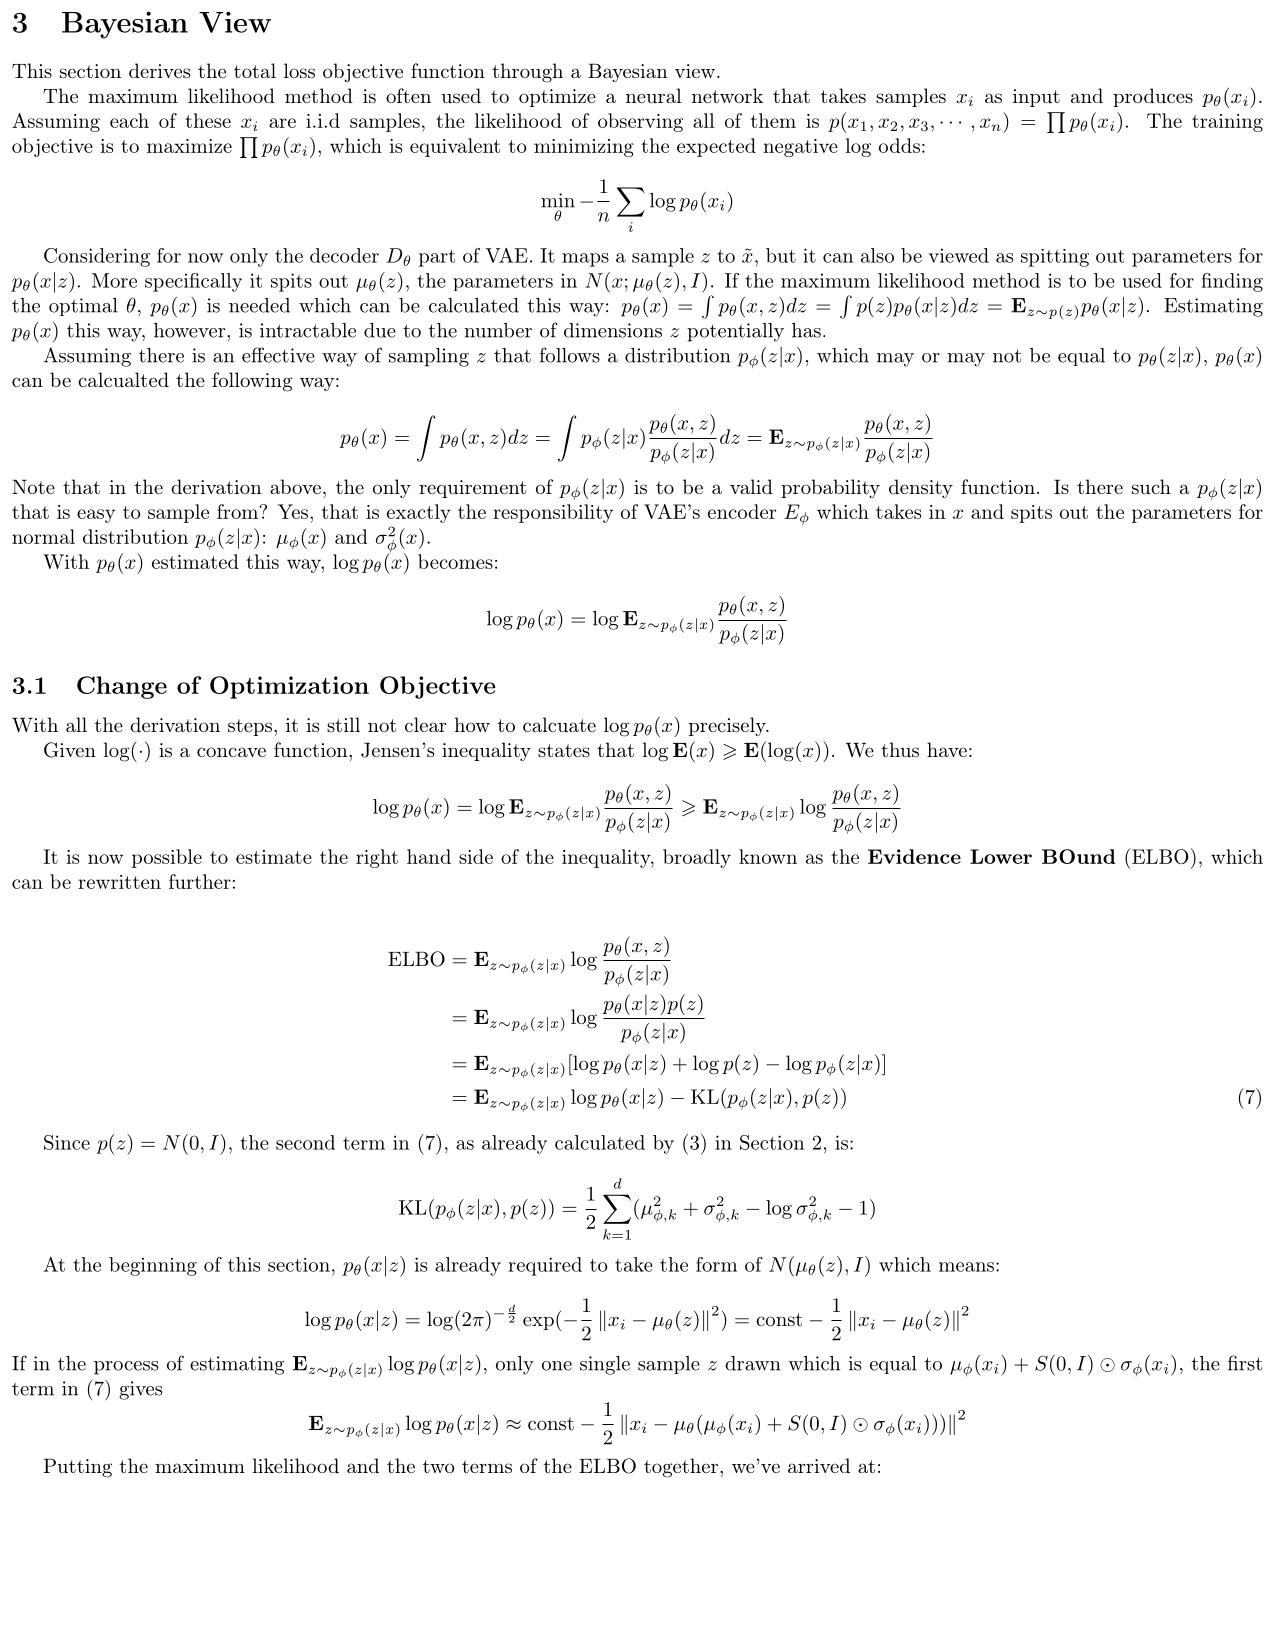 3 Bayesian View
This section derives the total loss objective function through a Bayesian view.
The maximum likelihood method is often used to optimize a neural network that takes samples $x_i$ as input and produces $p_\theta(x_i)$.
Assuming each of these $x_i$ are i.i.d samples, the likelihood of observing all of them is $p(x_1, x_2, x_3, \cdots, x_n) = \prod p_\theta(x_i)$. The training
objective is to maximize $\prod p_\theta(x_i)$, which is equivalent to minimizing the expected negative log odds:
$\min_\theta -\frac{1}{n} \sum_i \log p_\theta(x_i)$
Considering for now only the decoder $D_\theta$ part of VAE. It maps a sample $z$ to $\tilde{x}$, but it can also be viewed as spitting out parameters for
$p_\theta(x|z)$. More specifically it spits out $\mu_\theta(z)$, the parameters in $N(x; \mu_\theta(z), I)$. If the maximum likelihood method is to be used for finding
the optimal $\theta$, $p_\theta(x)$ is needed which can be calculated this way: $p_\theta(x) = \int p_\theta(x, z)dz = \int p(z)p_\theta(x|z)dz = \mathbf{E}_{z\sim p(z)}p_\theta(x|z)$. Estimating
$p_\theta(x)$ this way, however, is intractable due to the number of dimensions $z$ potentially has.
Assuming there is an effective way of sampling $z$ that follows a distribution $p_\phi(z|x)$, which may or may not be equal to $p_\theta(z|x)$, $p_\theta(x)$
can be calcualted the following way:
$p_\theta(x) = \int p_\theta(x, z)dz = \int p_\phi(z|x)\frac{p_\theta(x, z)}{p_\phi(z|x)}dz = \mathbf{E}_{z\sim p_\phi(z|x)}\frac{p_\theta(x, z)}{p_\phi(z|x)}$
Note that in the derivation above, the only requirement of $p_\phi(z|x)$ is to be a valid probability density function. Is there such a $p_\phi(z|x)$
that is easy to sample from? Yes, that is exactly the responsibility of VAE's encoder $E_\phi$ which takes in $x$ and spits out the parameters for
normal distribution $p_\phi(z|x)$: $\mu_\phi(x)$ and $\sigma^2_\phi(x)$.
With $p_\theta(x)$ estimated this way, $\log p_\theta(x)$ becomes:
$\log p_\theta(x) = \log \mathbf{E}_{z\sim p_\phi(z|x)}\frac{p_\theta(x, z)}{p_\phi(z|x)}$
3.1 Change of Optimization Objective
With all the derivation steps, it is still not clear how to calcuate $\log p_\theta(x)$ precisely.
Given $\log(\cdot)$ is a concave function, Jensen's inequality states that $\log \mathbf{E}(x) \geqslant \mathbf{E}(\log(x))$. We thus have:
$\log p_\theta(x) = \log \mathbf{E}_{z\sim p_\phi(z|x)}\frac{p_\theta(x, z)}{p_\phi(z|x)} \geqslant \mathbf{E}_{z\sim p_\phi(z|x)} \log \frac{p_\theta(x, z)}{p_\phi(z|x)}$
It is now possible to estimate the right hand side of the inequality, broadly known as the Evidence Lower BOund (ELBO), which
can be rewritten further:
$\text{ELBO} = \mathbf{E}_{z\sim p_\phi(z|x)} \log \frac{p_\theta(x, z)}{p_\phi(z|x)}$
$= \mathbf{E}_{z\sim p_\phi(z|x)} \log \frac{p_\theta(x|z)p(z)}{p_\phi(z|x)}$
$= \mathbf{E}_{z\sim p_\phi(z|x)}[\log p_\theta(x|z) + \log p(z) - \log p_\phi(z|x)]$
$= \mathbf{E}_{z\sim p_\phi(z|x)} \log p_\theta(x|z) - \text{KL}(p_\phi(z|x), p(z))$ (7)
Since $p(z) = N(0, I)$, the second term in (7), as already calculated by (3) in Section 2, is:
$\text{KL}(p_\phi(z|x), p(z)) = \frac{1}{2} \sum_{k=1}^{d} (\mu^2_{\phi,k} + \sigma^2_{\phi,k} - \log \sigma^2_{\phi,k} - 1)$
At the beginning of this section, $p_\theta(x|z)$ is already required to take the form of $N(\mu_\theta(z), I)$ which means:
$\log p_\theta(x|z) = \log(2\pi)^{-\frac{d}{2}} \exp(-\frac{1}{2} \|x_i - \mu_\theta(z)\|^2) = \text{const} - \frac{1}{2} \|x_i - \mu_\theta(z)\|^2$
If in the process of estimating $\mathbf{E}_{z\sim p_\phi(z|x)} \log p_\theta(x|z)$, only one single sample $z$ drawn which is equal to $\mu_\phi(x_i) + S(0, I) \odot \sigma_\phi(x_i)$, the first
term in (7) gives
$\mathbf{E}_{z\sim p_\phi(z|x)} \log p_\theta(x|z) \approx \text{const} - \frac{1}{2} \|x_i - \mu_\theta(\mu_\phi(x_i) + S(0, I) \odot \sigma_\phi(x_i)))\|^2$
Putting the maximum likelihood and the two terms of the ELBO together, we've arrived at: